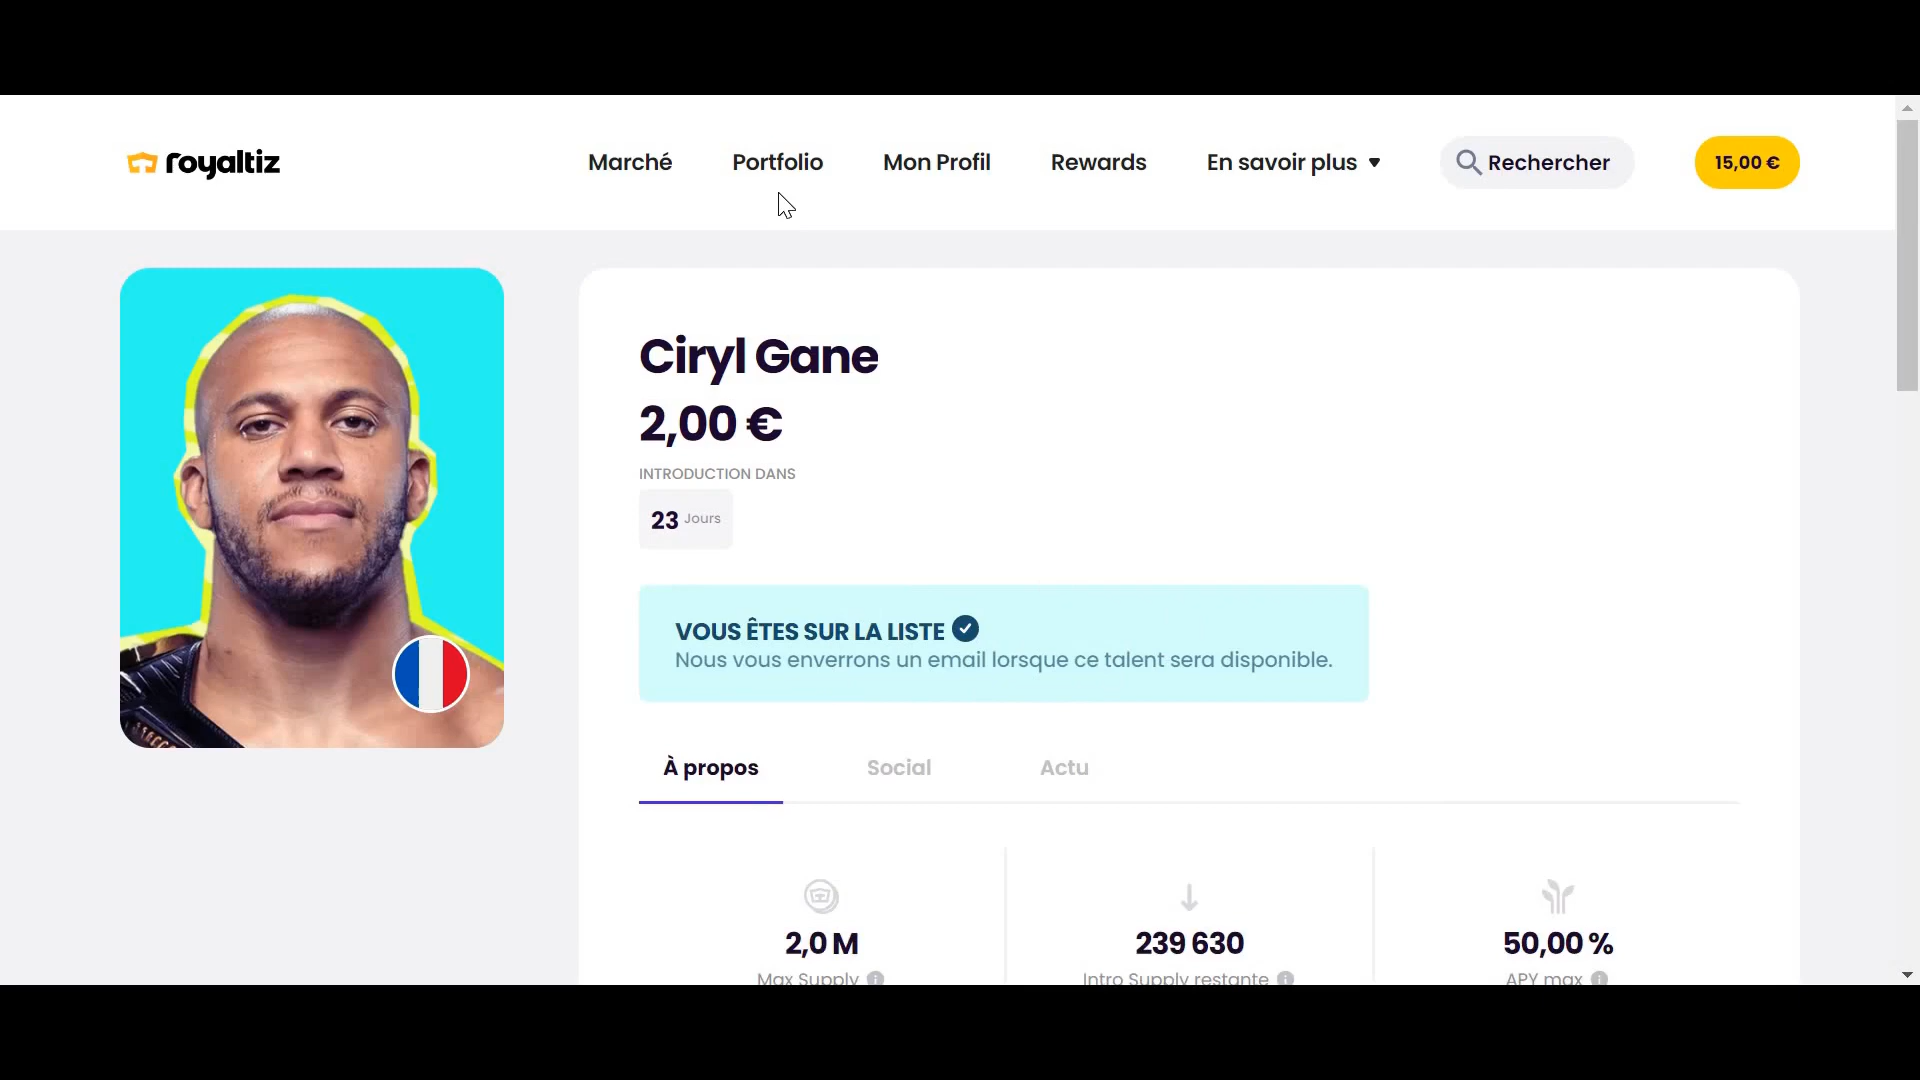 royaltiz
Marché
Portfolio
Mon Profil
Rewards
En savoir plus
Rechercher
15,00 €
Ciryl Gane
2,00 €
INTRODUCTION DANS
23 Jours
VOUS ÊTES SUR LA LISTE
Nous vous enverrons un email lorsque ce talent sera disponible.
À propos
Social
Actu
2,0 M
239 630
50,00 %
Max Supply
Intro Supply restante
APY max